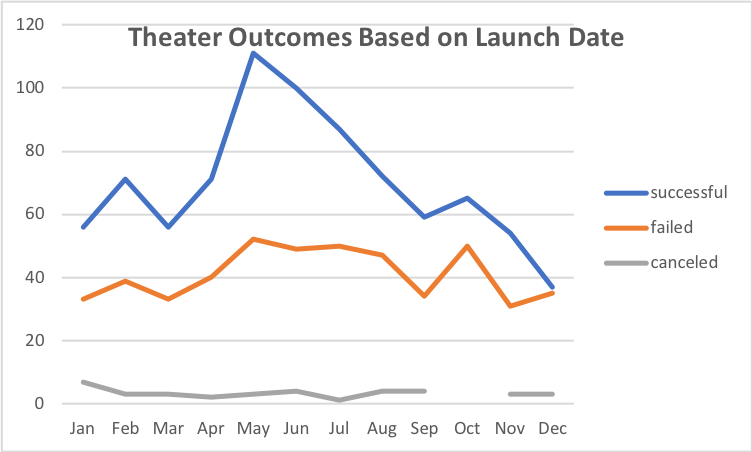 Theater Outcomes Based on Launch Date
120
100
80
60
40
20
0
Jan Feb Mar Apr May Jun Jul Aug Sep Oct Nov Dec
successful
failed
canceled